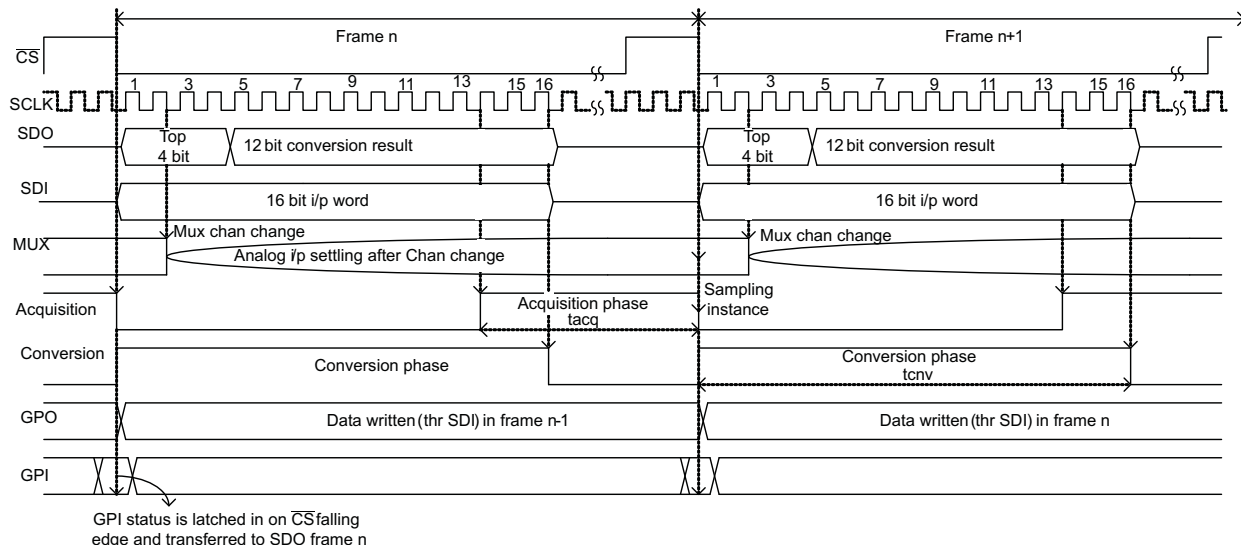 Frame n
Frame n+1
CS
1 3 5 7 9 11 13 15 16
1 3 5 7 9 11 13 15 16
SCLK
SDO
Top
4 bit
12 bit conversion result
Top
4 bit
12 bit conversion result
SDI
16 bit i/p word
16 bit i/p word
MUX
Mux chan change
Analog i/p settling after Chan change
Mux chan change
Acquisition
Acquisition phase
tacq
Sampling
instance
Conversion
Conversion phase
Conversion phase
tcnv
GPO
Data written (thr SDI) in frame n-1
Data written (thr SDI) in frame n
GPI
GPI status is latched in on CS falling
edge and transferred to SDO frame n